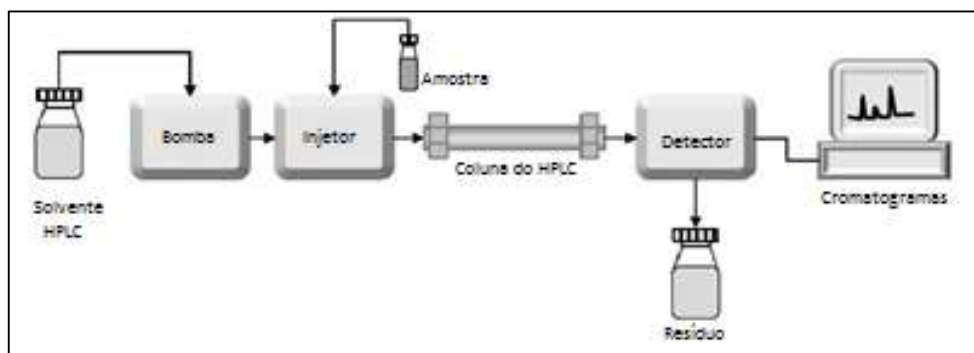 Solvente
HPLC
Bomba
Injetor
Amostra
Coluna do HPLC
Detector
Resíduo
Cromatogramas